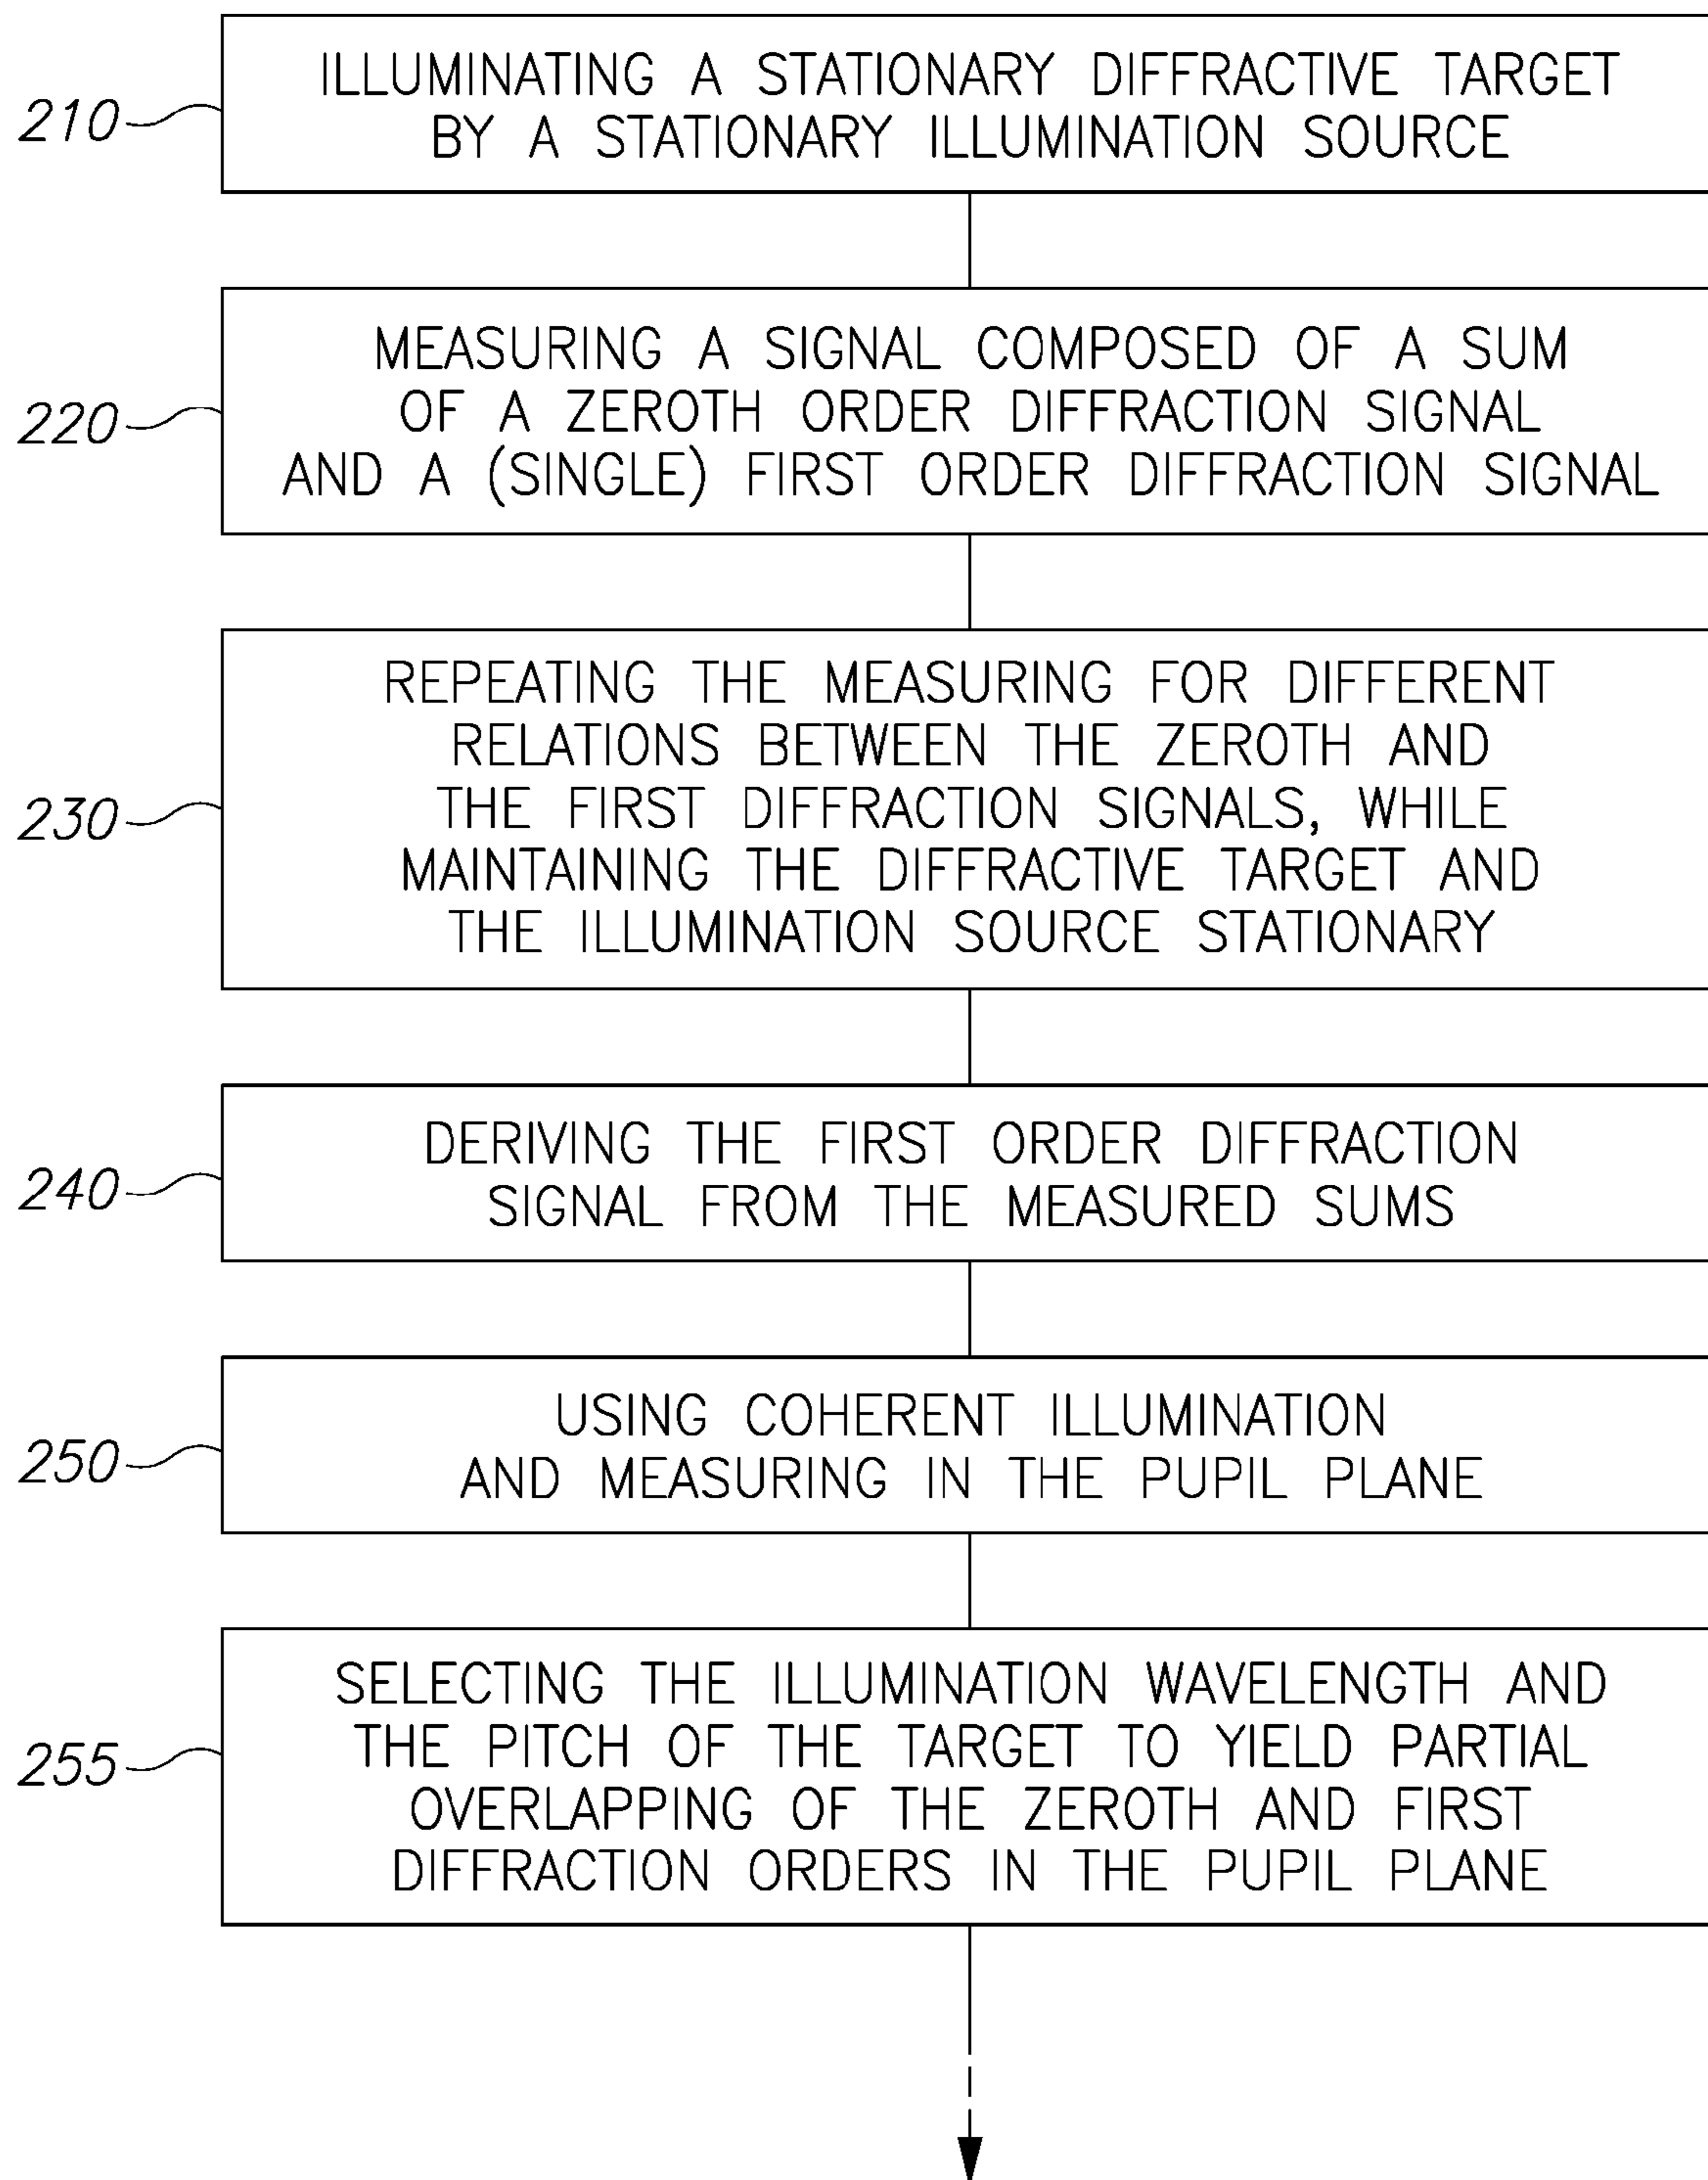 ILLUMINATING A STATIONARY DIFFRACTIVE TARGET
210
BY A STATIONARY ILLUMINATION SOURCE
MEASURING A SIGNAL COMPOSED OF A SUM
220
OF A ZEROTH ORDER DIFFRACTION SIGNAL
AND A (SINGLE) FIRST ORDER DIFFRACTION SIGNAL
REPEATING THE MEASURING FOR DIFFERENT
RELATIONS BETWEEN THE ZEROTH AND
230
THE FIRST DIFFRACTION SIGNALS, WHILE
MAINTAINING THE DIFFRACTIVE TARGET AND
THE ILLUMINATION SOURCE STATIONARY
DERIVING THE FIRST ORDER DIFFRACTION
240
SIGNAL FROM THE MEASURED SUMS
USING COHERENT ILLUMINATION
250
AND MEASURING IN THE PUPIL PLANE
SELECTING THE ILLUMINATION WAVELENGTH AND
255
THE PITCH OF THE TARGET TO YIELD PARTIAL
OVERLAPPING OF THE ZEROTH AND FIRST
DIFFRACTION ORDERS IN THE PUPIL PLANE